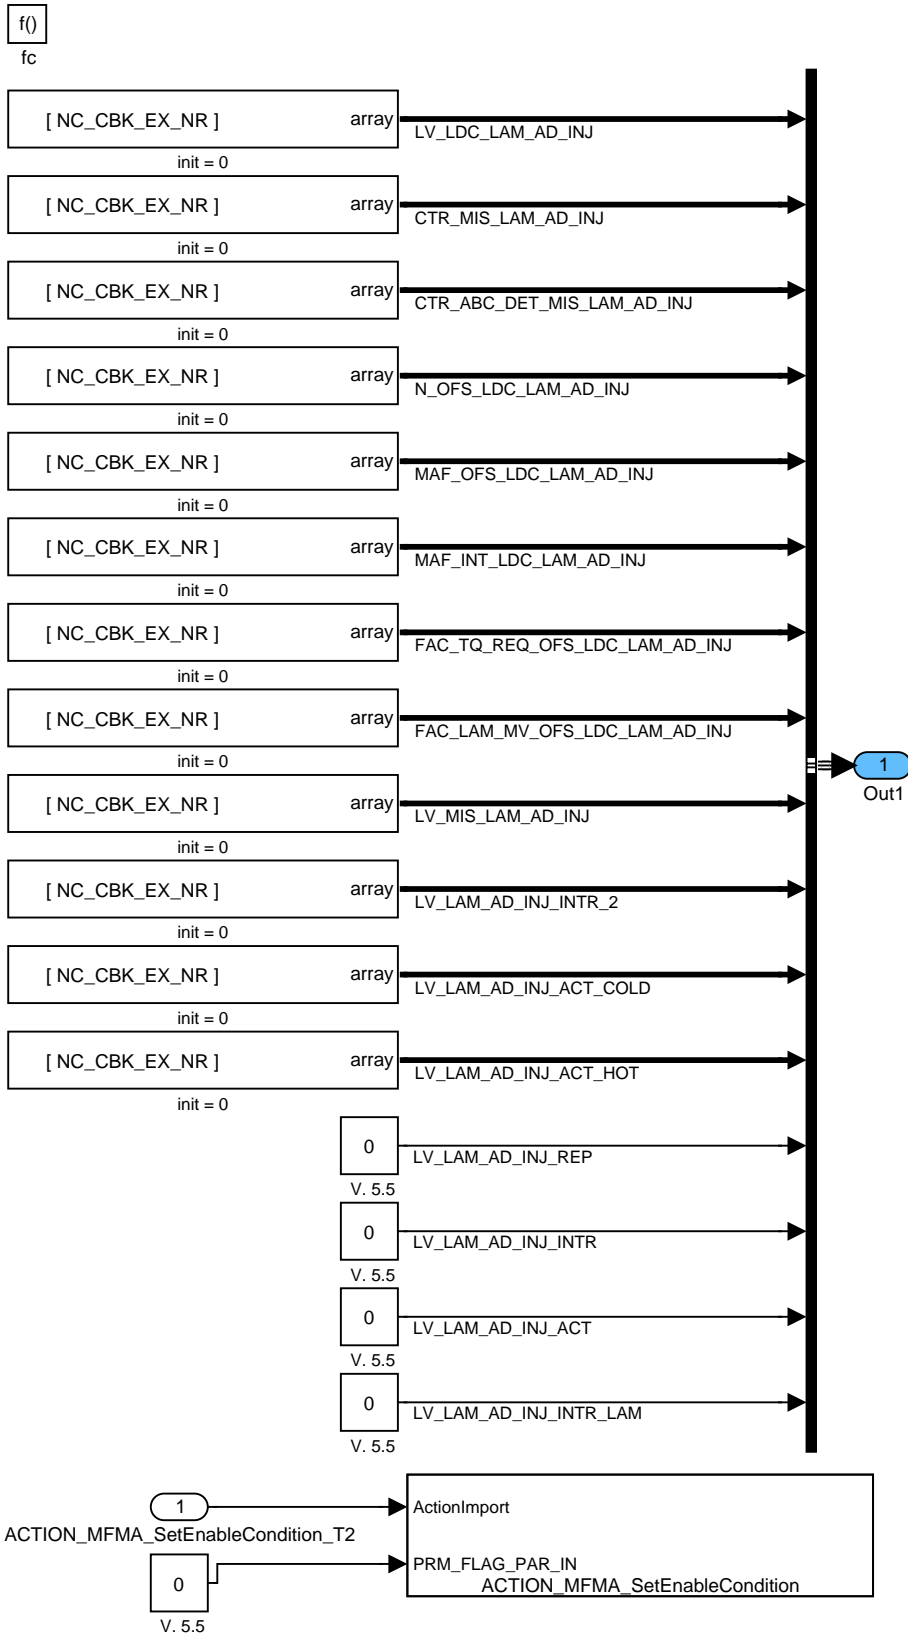 f()
fc
[ NC_CBK_EX_NR ] array
LV_LDC_LAM_AD_INJ
init = 0
[ NC_CBK_EX_NR ] array
CTR_MIS_LAM_AD_INJ
init = 0
[ NC_CBK_EX_NR ] array
CTR_ABC_DET_MIS_LAM_AD_INJ
init = 0
[ NC_CBK_EX_NR ] array
N_OFS_LDC_LAM_AD_INJ
init = 0
[ NC_CBK_EX_NR ] array
MAF_OFS_LDC_LAM_AD_INJ
init = 0
[ NC_CBK_EX_NR ] array
MAF_INT_LDC_LAM_AD_INJ
init = 0
[ NC_CBK_EX_NR ] array
FAC_TQ_REQ_OFS_LDC_LAM_AD_INJ
init = 0
[ NC_CBK_EX_NR ] array
FAC_LAM_MV_OFS_LDC_LAM_AD_INJ
init = 0
1
Out1
[ NC_CBK_EX_NR ] array
LV_MIS_LAM_AD_INJ
init = 0
[ NC_CBK_EX_NR ] array
LV_LAM_AD_INJ_INTR_2
init = 0
[ NC_CBK_EX_NR ] array
LV_LAM_AD_INJ_ACT_COLD
init = 0
[ NC_CBK_EX_NR ] array
LV_LAM_AD_INJ_ACT_HOT
init = 0
0
LV_LAM_AD_INJ_REP
V. 5.5
0
LV_LAM_AD_INJ_INTR
V. 5.5
0
LV_LAM_AD_INJ_ACT
V. 5.5
0
LV_LAM_AD_INJ_INTR_LAM
V. 5.5
1
ActionImport
ACTION_MFMA_SetEnableCondition_T2
PRM_FLAG_PAR_IN
0
ACTION_MFMA_SetEnableCondition
V. 5.5